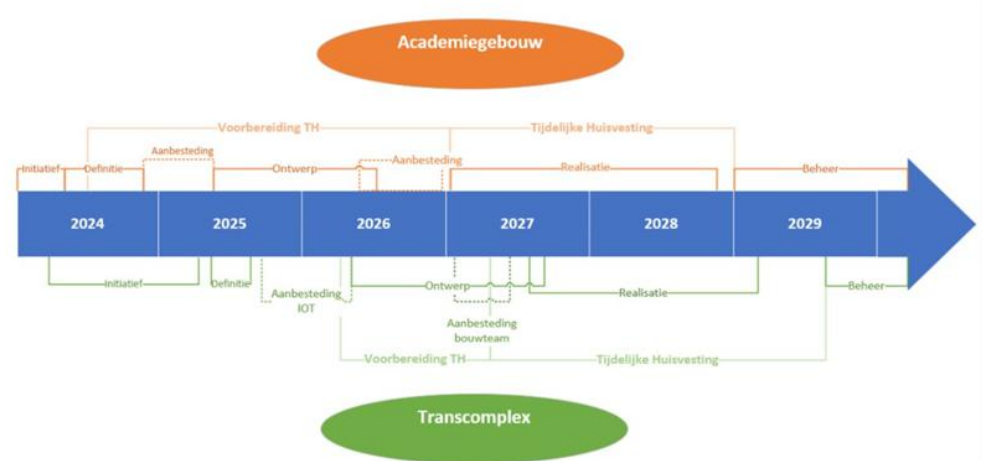 Academiegebouw
Voorbereiding TH
Tijdelijke Huisvesting
Aanbesteding
Aanbesteding
Initiatief
Definitie
Ontwerp
Realisatie
Beheer
2024
2025
2026
2027
2028
2029
Initiatief
Definitie
Ontwerp
Realisatie
Beheer
Aanbesteding
IOT
Aanbesteding
bouwteam
Voorbereiding TH
Tijdelijke Huisvesting
Transcomplex